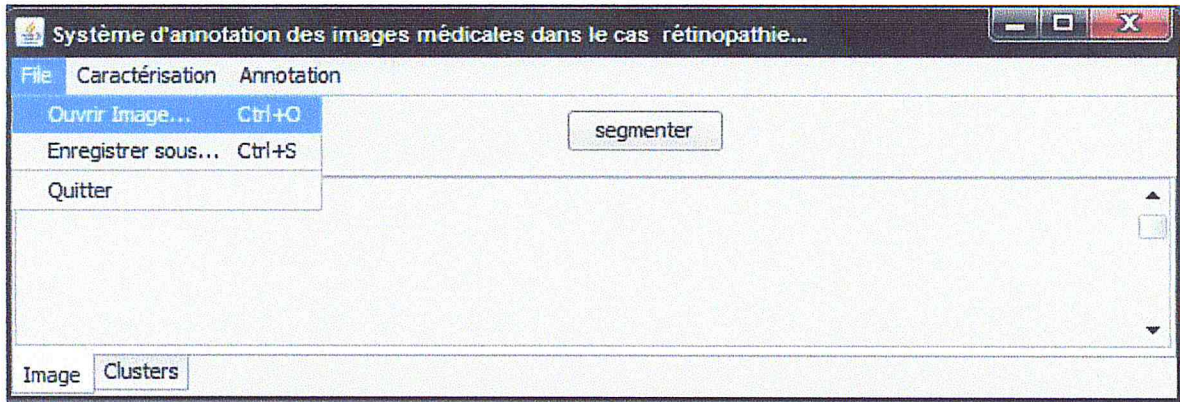 Système d'annotation des images médicales dans le cas rétinopathie...
File Caractérisation Annotation
Ouvrir Image... Ctrl+O
segmenter
Enregistrer sous... Ctrl+S
Quitter
Image Clusters